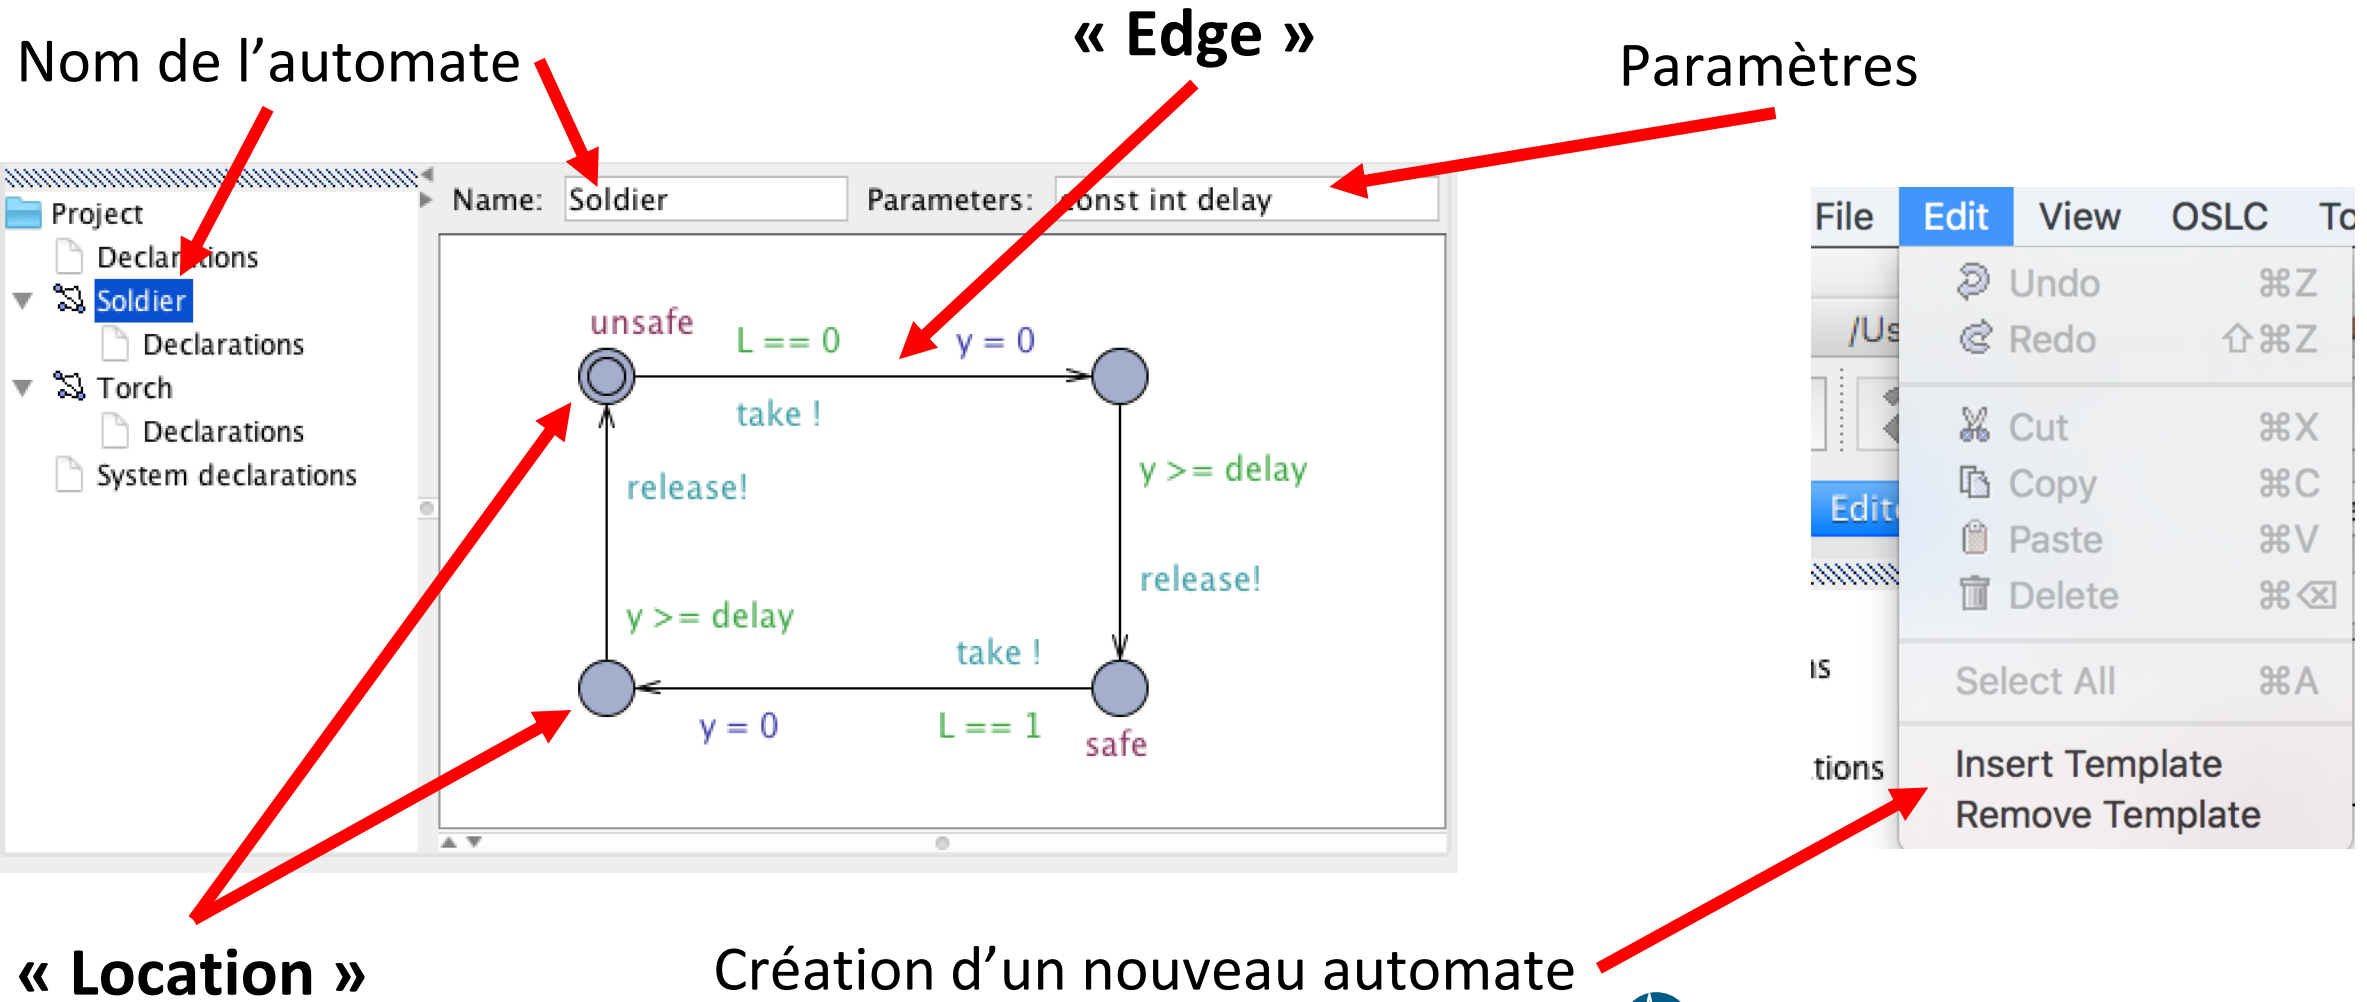 « Edge »
Nom de l’automate
Paramètres
Name: Soldier Parameters: const int delay
Project
Declarations
Soldier
Declarations
Torch
Declarations
System declarations
unsafe
L == 0
y = 0
take !
y >= delay
release!
release!
y >= delay
take !
y = 0
L == 1
safe
File Edit View OSLC
Undo ⌘Z
Redo ⇧⌘Z
Cut ⌘X
Copy ⌘C
Paste ⌘V
Delete ⌘⌫
Select All ⌘A
Insert Template
Remove Template
« Location »
Création d’un nouveau automate